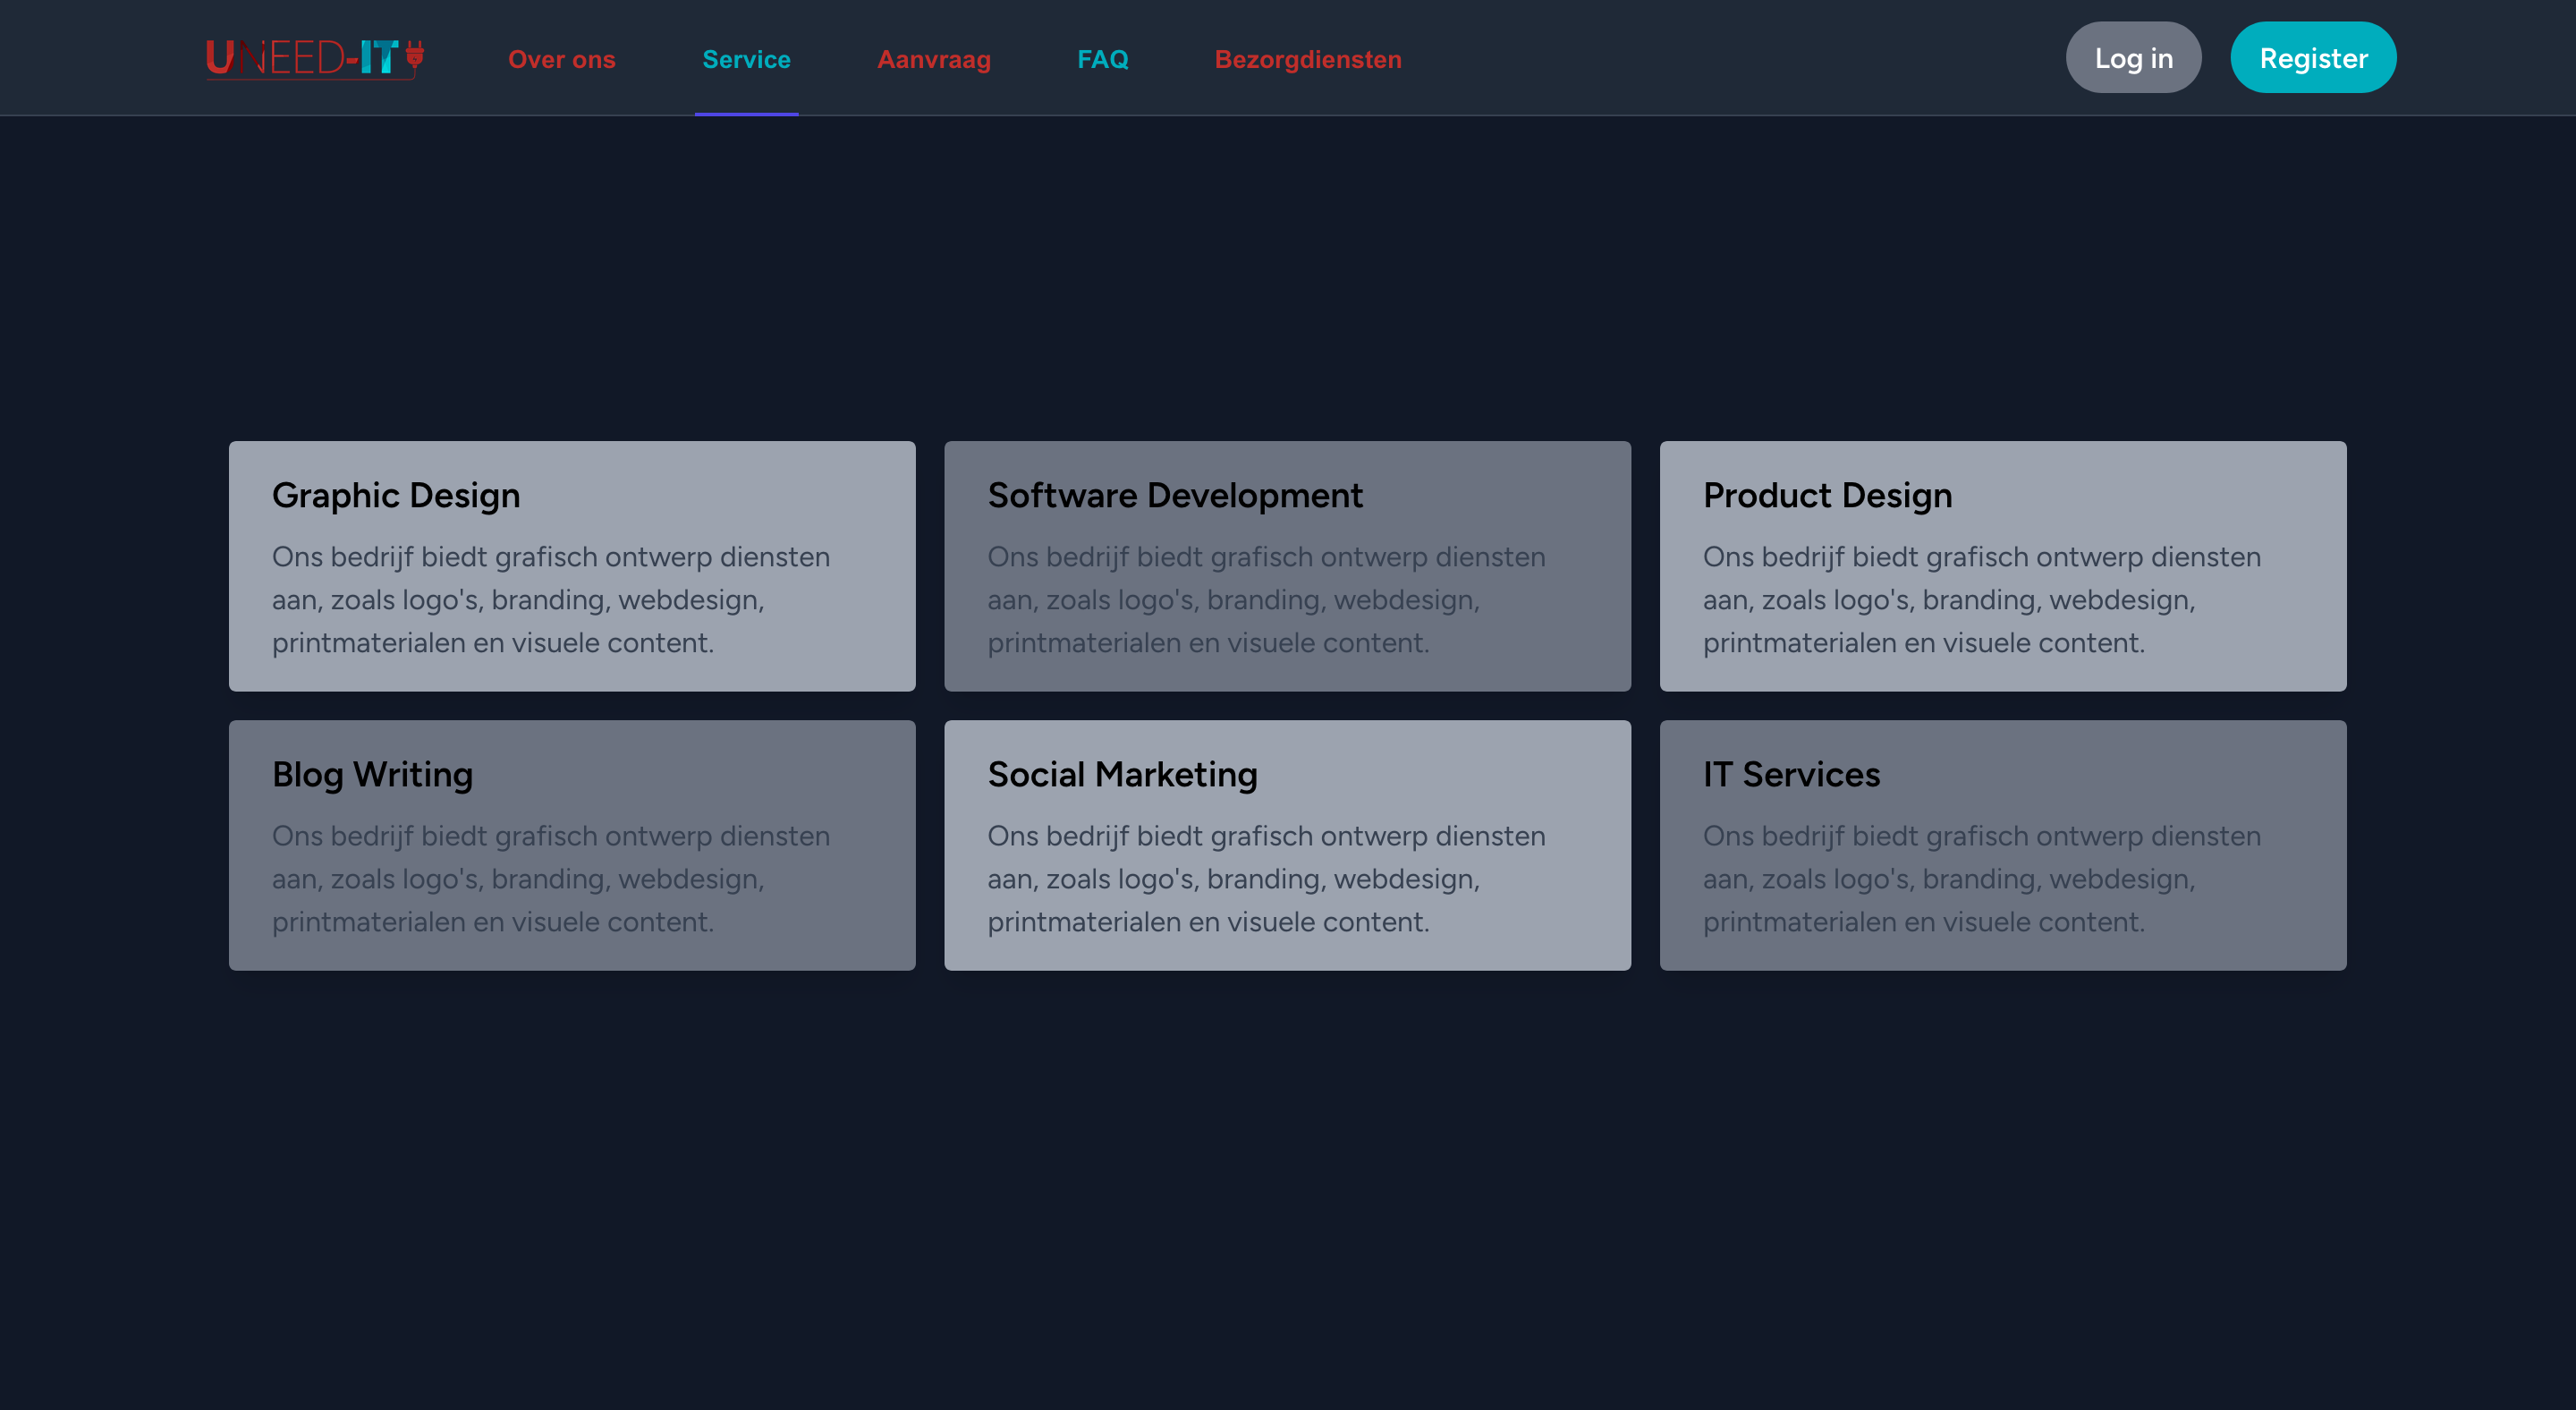 UNEED-IT
Over ons
Service
Aanvraag
FAQ
Bezorgdiensten
Log in
Register
Graphic Design
Ons bedrijf biedt grafisch ontwerp diensten
aan, zoals logo's, branding, webdesign,
printmaterialen en visuele content.
Software Development
Ons bedrijf biedt grafisch ontwerp diensten
aan, zoals logo's, branding, webdesign,
printmaterialen en visuele content.
Product Design
Ons bedrijf biedt grafisch ontwerp diensten
aan, zoals logo's, branding, webdesign,
printmaterialen en visuele content.
Blog Writing
Ons bedrijf biedt grafisch ontwerp diensten
aan, zoals logo's, branding, webdesign,
printmaterialen en visuele content.
Social Marketing
Ons bedrijf biedt grafisch ontwerp diensten
aan, zoals logo's, branding, webdesign,
printmaterialen en visuele content.
IT Services
Ons bedrijf biedt grafisch ontwerp diensten
aan, zoals logo's, branding, webdesign,
printmaterialen en visuele content.